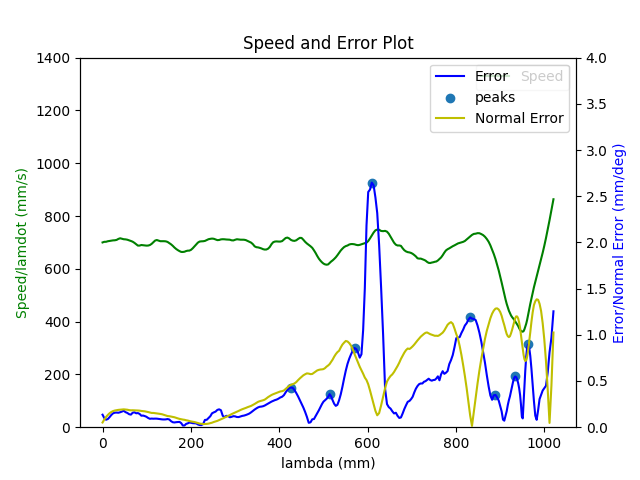 Speed and Error Plot
1400
1200
1000
800
600
400
200
0
Speed/lamdot (mm/s)
4.0
3.5
3.0
2.5
2.0
1.5
1.0
0.5
0.0
Error/Normal Error (mm/deg)
Speed
Error
peaks
Normal Error
0 200 400 600 800 1000
lambda (mm)